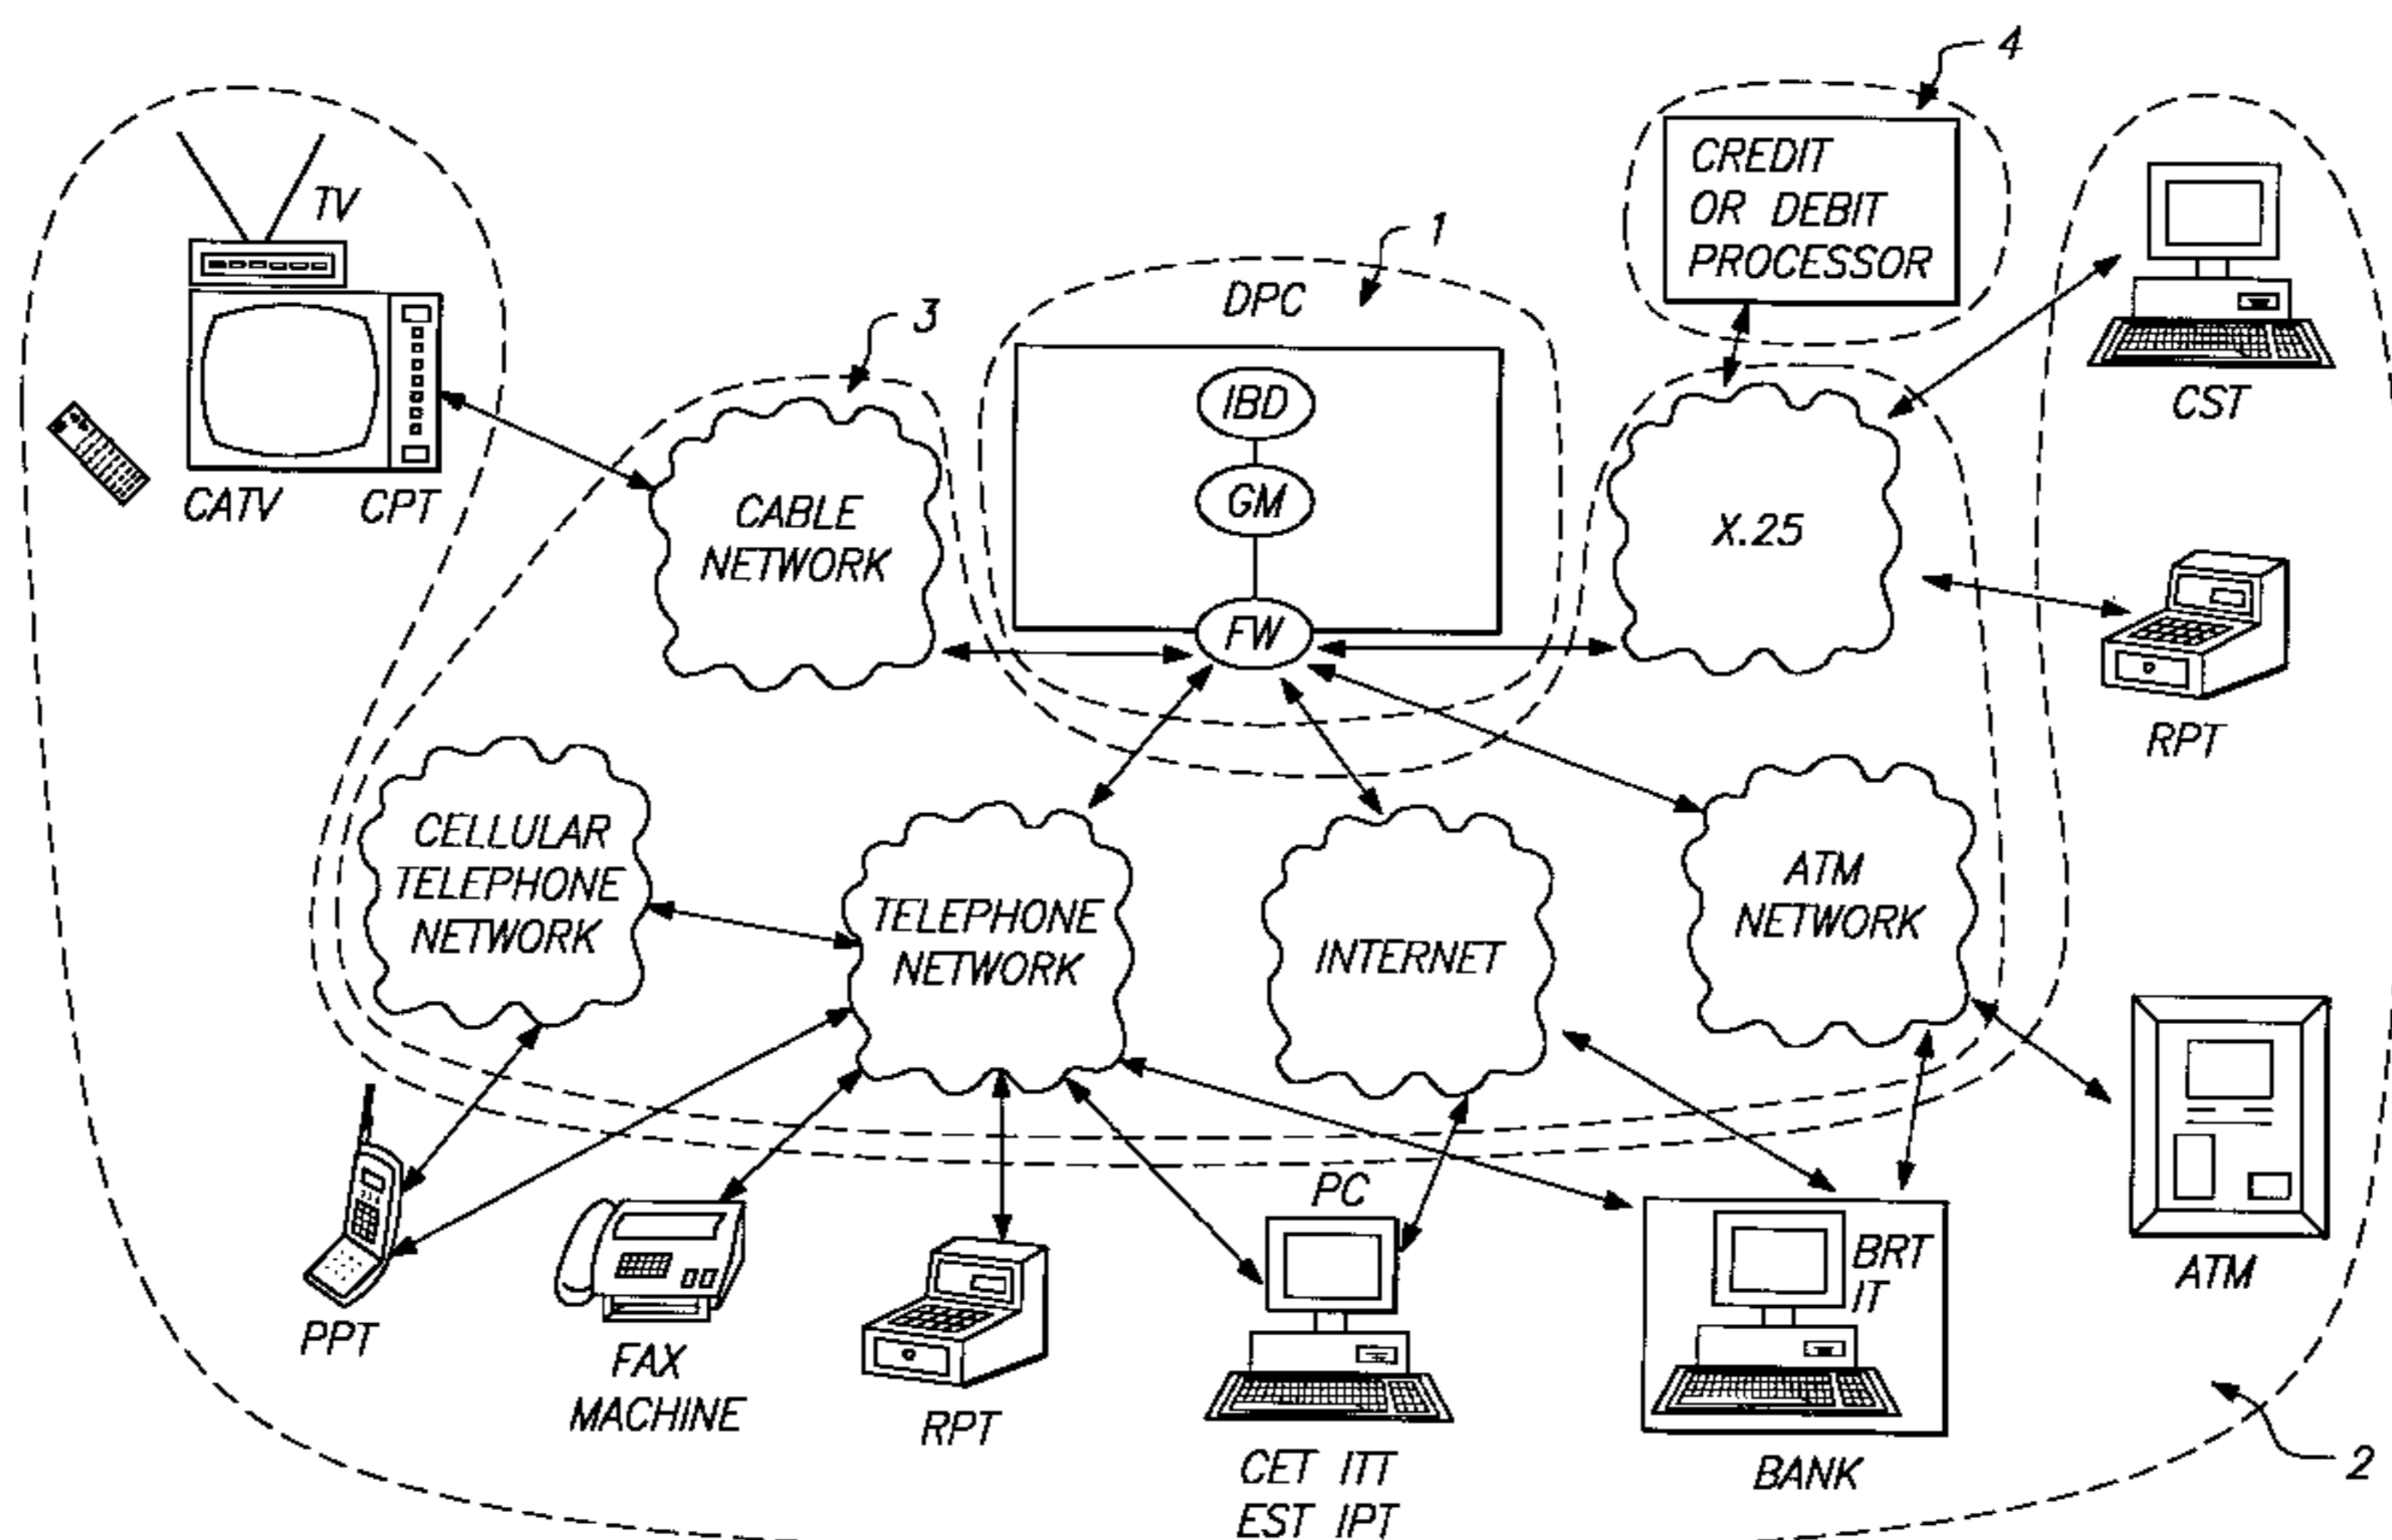 4
CREDIT
OR DEBIT
PROCESSOR
TV
1
DPC
3
IBD
CST
GM
CATV CPT
CABLE
NETWORK
X.25
FW
RPT
CELLULAR
TELEPHONE
NETWORK
TELEPHONE
NETWORK
INTERNET
ATM
NETWORK
PC
BRT
IT
ATM
PPT
FAX
MACHINE
RPT
CET ITT
EST IPT
BANK
2